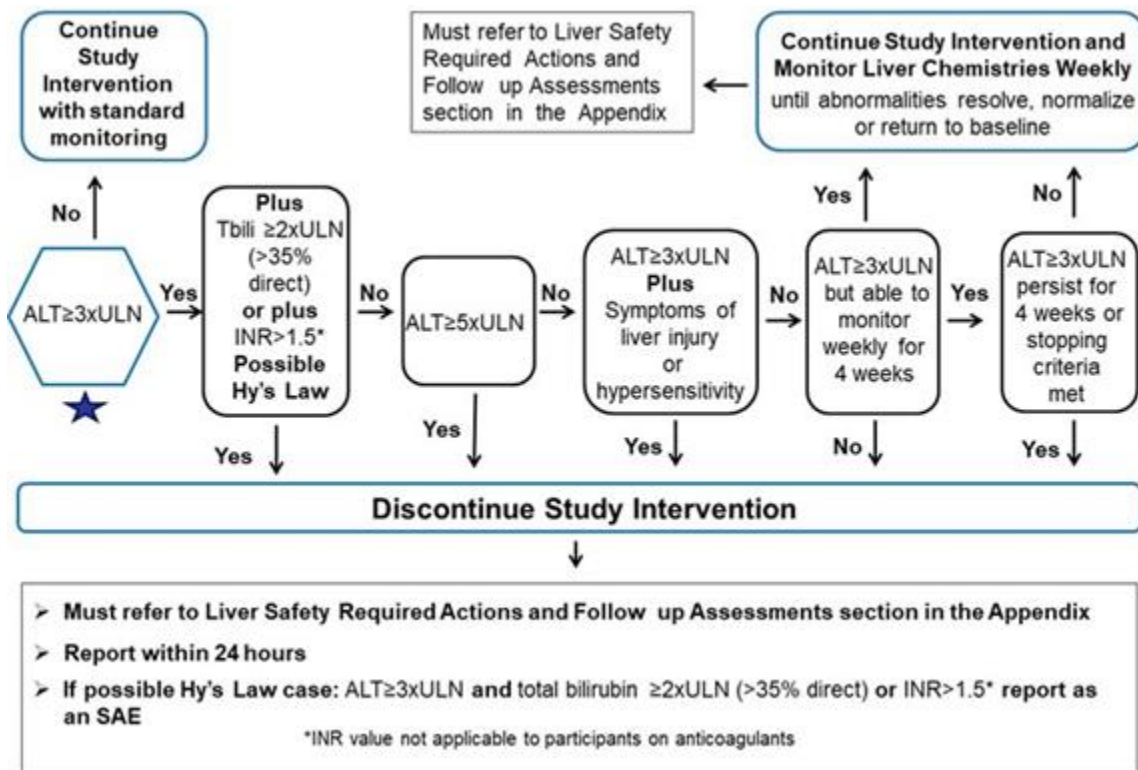 Continue
Study
Intervention
with standard
monitoring
Must refer to Liver Safety
Required Actions and
Follow up Assessments
section in the Appendix
Continue Study Intervention and
Monitor Liver Chemistries Weekly
until abnormalities resolve, normalize
or return to baseline
No
Yes
No
ALT≥3xULN
Yes
Plus
Tbili ≥2xULN
(>35%
direct)
or plus
INR>1.5*
Possible
Hy's Law
No
ALT≥5xULN
No
ALT≥3xULN
Plus
Symptoms of
liver injury
or
hypersensitivity
No
ALT≥3xULN
but able to
monitor
weekly for
4 weeks
Yes
ALT≥3xULN
persist for
4 weeks or
stopping
criteria
met
Yes
Yes
Yes
No
Yes
Discontinue Study Intervention
➢ Must refer to Liver Safety Required Actions and Follow up Assessments section in the Appendix
➢ Report within 24 hours
➢ If possible Hy's Law case: ALT≥3xULN and total bilirubin ≥2xULN (>35% direct) or INR>1.5* report as
an SAE
*INR value not applicable to participants on anticoagulants